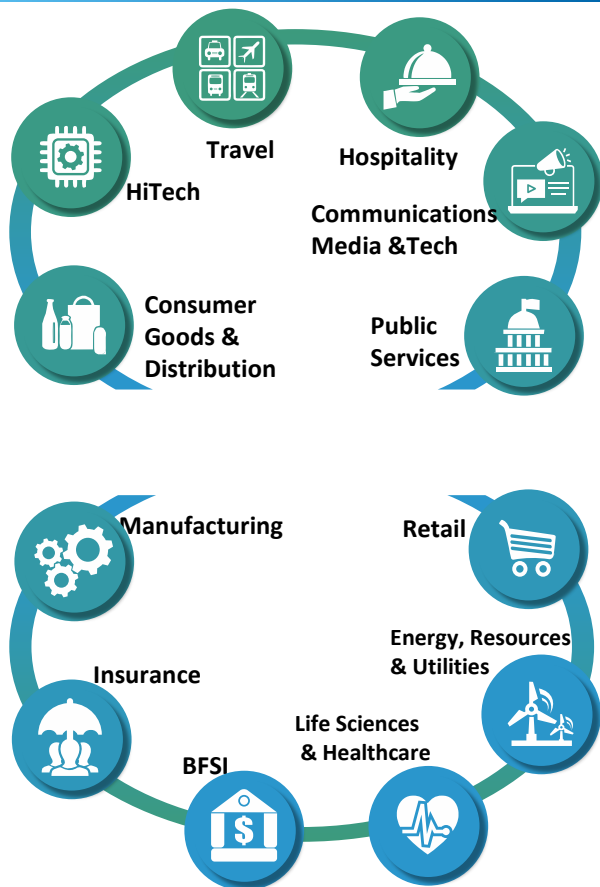 Travel
Hospitality
HiTech
Communications
Media &Tech
Consumer
Goods &
Distribution
Public
Services
Manufacturing
Retail
Energy, Resources
& Utilities
Insurance
Life Sciences
& Healthcare
BFSI
$